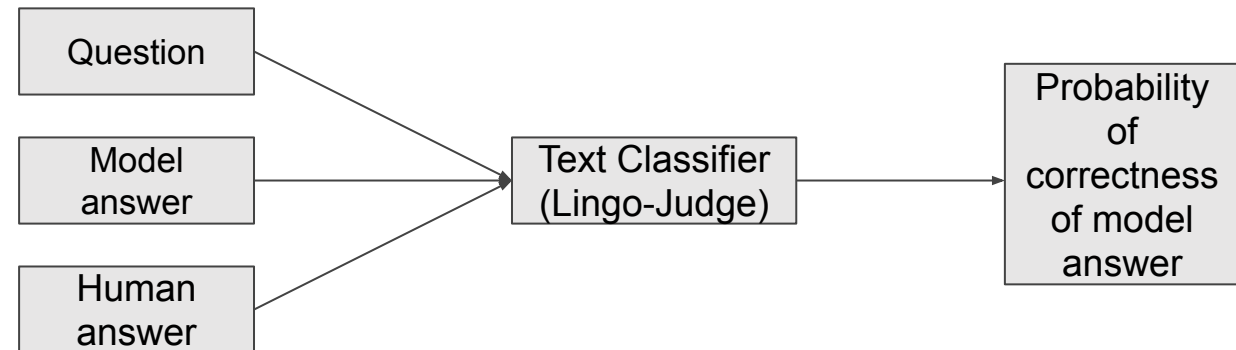 Question
Model
answer
Human
answer
Text Classifier
(Lingo-Judge)
Probability
of
correctness
of model
answer